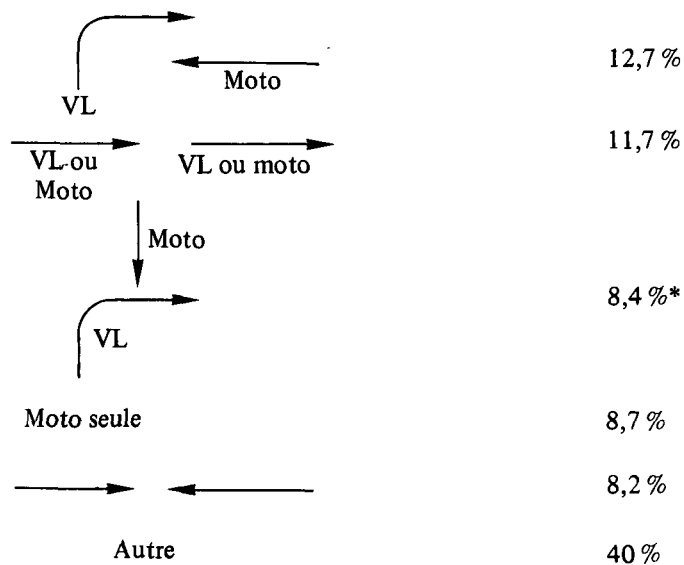 12,7 %
Moto
VL
11,7 %
VL ou VL ou moto
Moto
Moto
8,4 %*
VL
Moto seule 8,7 %
8,2 %
Autre 40 %